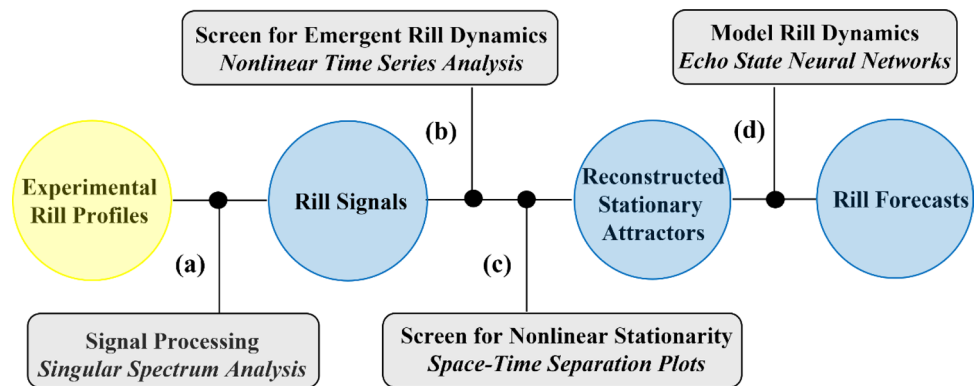 Screen for Emergent Rill Dynamics
Nonlinear Time Series Analysis
Model Rill Dynamics
Echo State Neural Networks
(b)
(d)
Experimental
Rill Profiles
Rill Signals
Reconstructed
Stationary
Attractors
Rill Forecasts
(a)
(c)
Signal Processing
Singular Spectrum Analysis
Screen for Nonlinear Stationarity
Space-Time Separation Plots